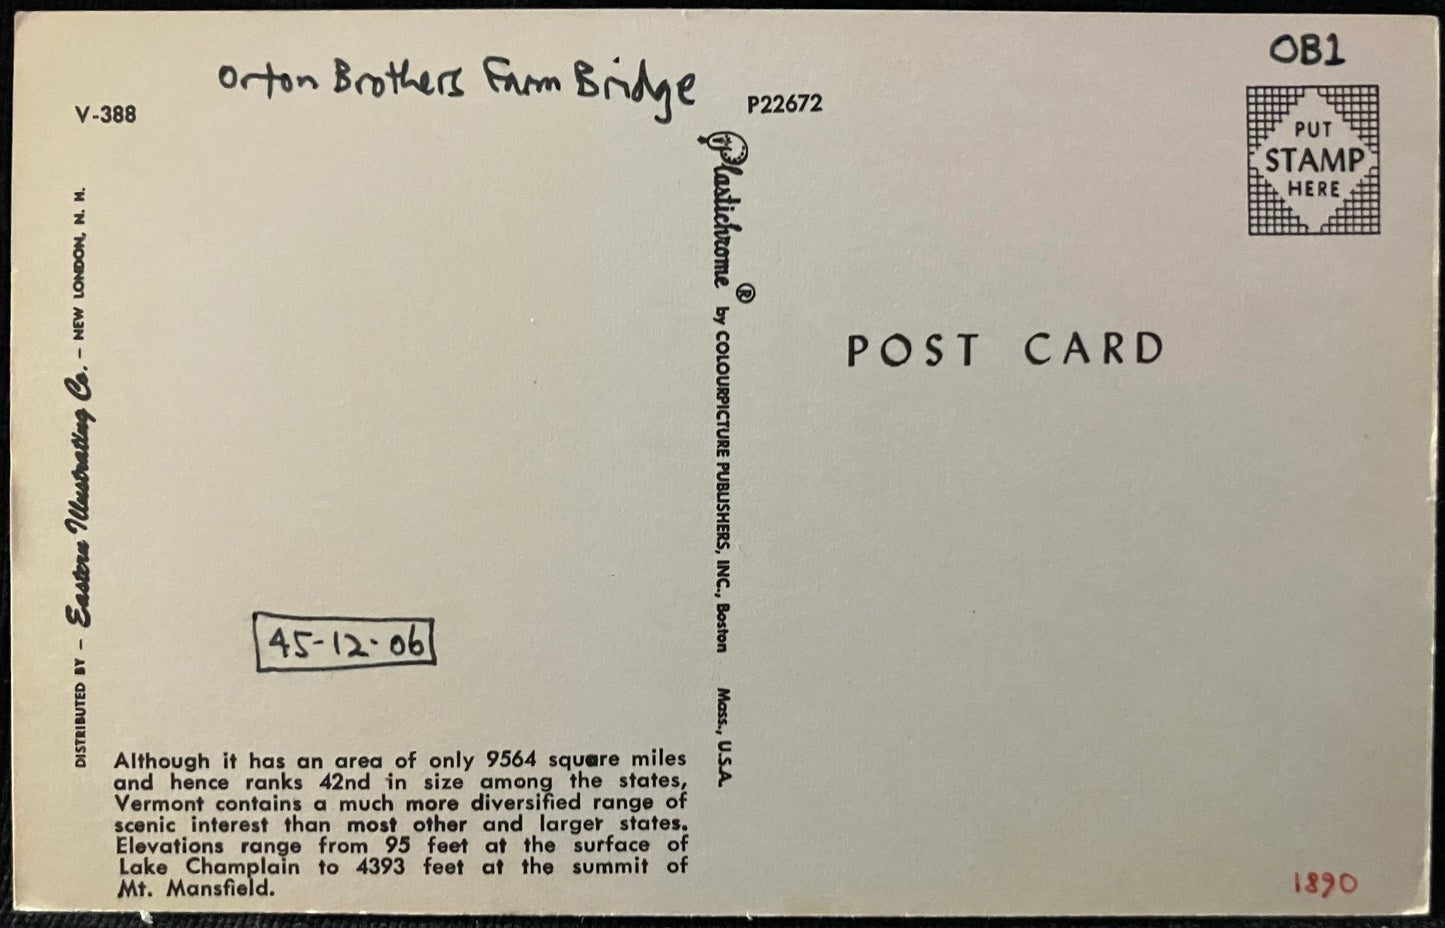 Orton Brothers Farm Bridge
OB1
V-388
P22672
PUT
STAMP
HERE
DISTRIBUTED BY - Eastern Illustrating Co. - NEW LONDON, N. H.
Plastichrome ® by COLOURPICTURE PUBLISHERS, INC., Boston Mass., U.S.A.
POST CARD
45-12-06
Although it has an area of only 9564 square miles
and hence ranks 42nd in size among the states,
Vermont contains a much more diversified range of
scenic interest than most other and larger states.
Elevations range from 95 feet at the surface of
Lake Champlain to 4393 feet at the summit of
Mt. Mansfield.
1890